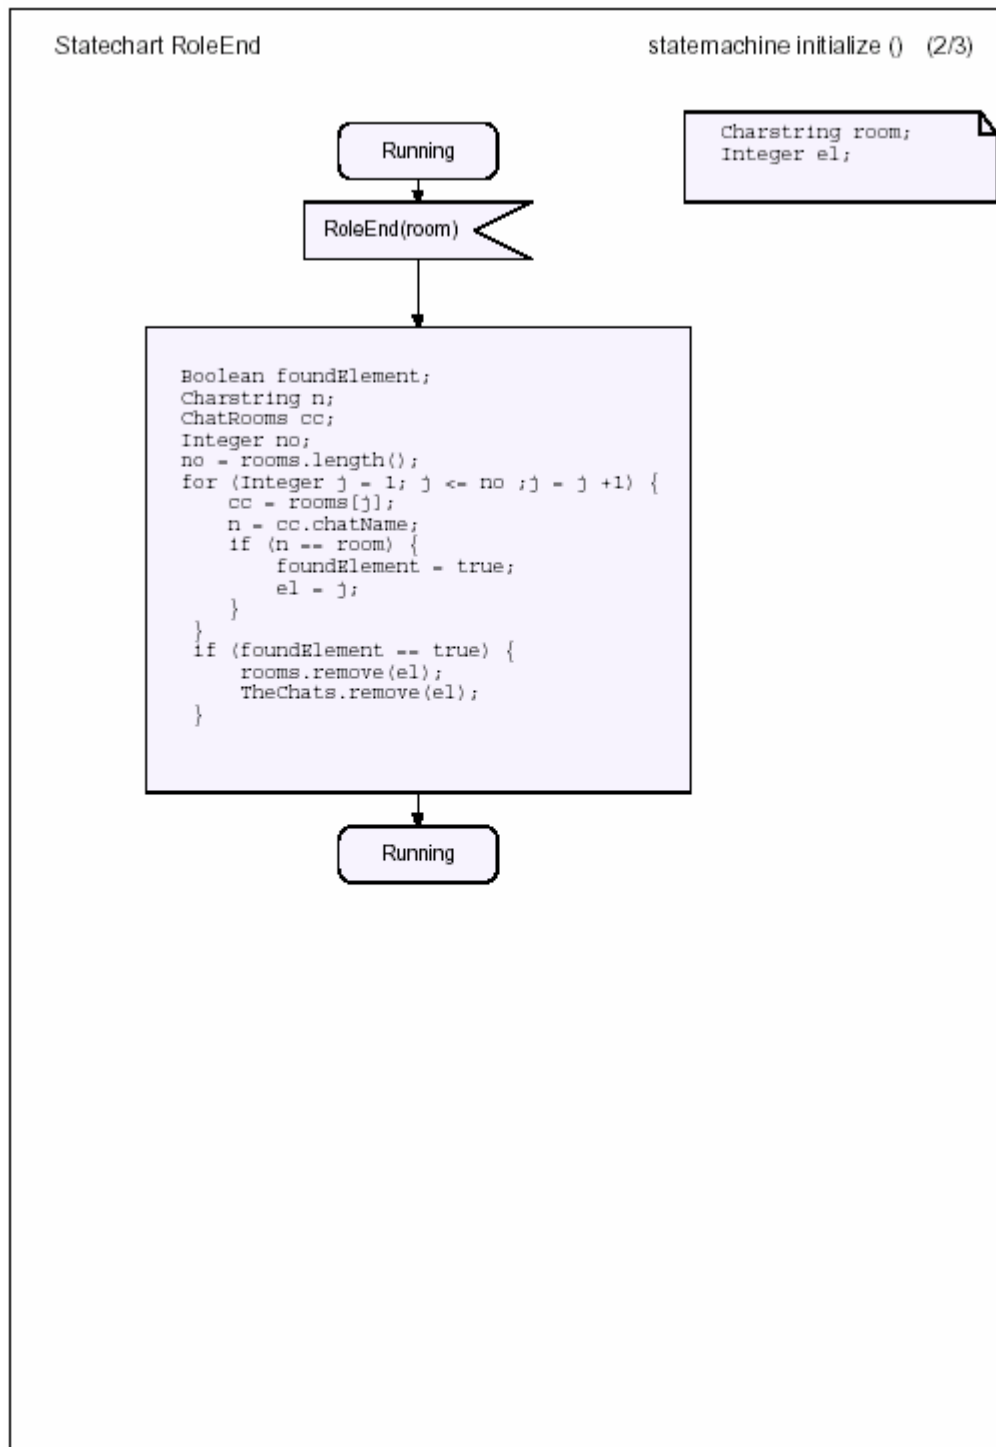 Statechart RoleEnd
statemachine initialize () (2/3)
Running
Charstring room;
Integer el;
RoleEnd(room)
Boolean foundElement;
Charstring n;
ChatRooms cc;
Integer no;
no = rooms.length();
for (Integer j = 1; j <= no ;j = j +1) {
    cc = rooms[j];
    n = cc.chatName;
    if (n == room) {
        foundElement = true;
        el = j;
    }
 }
 if (foundElement == true) {
     rooms.remove(el);
     TheChats.remove(el);
 }
Running